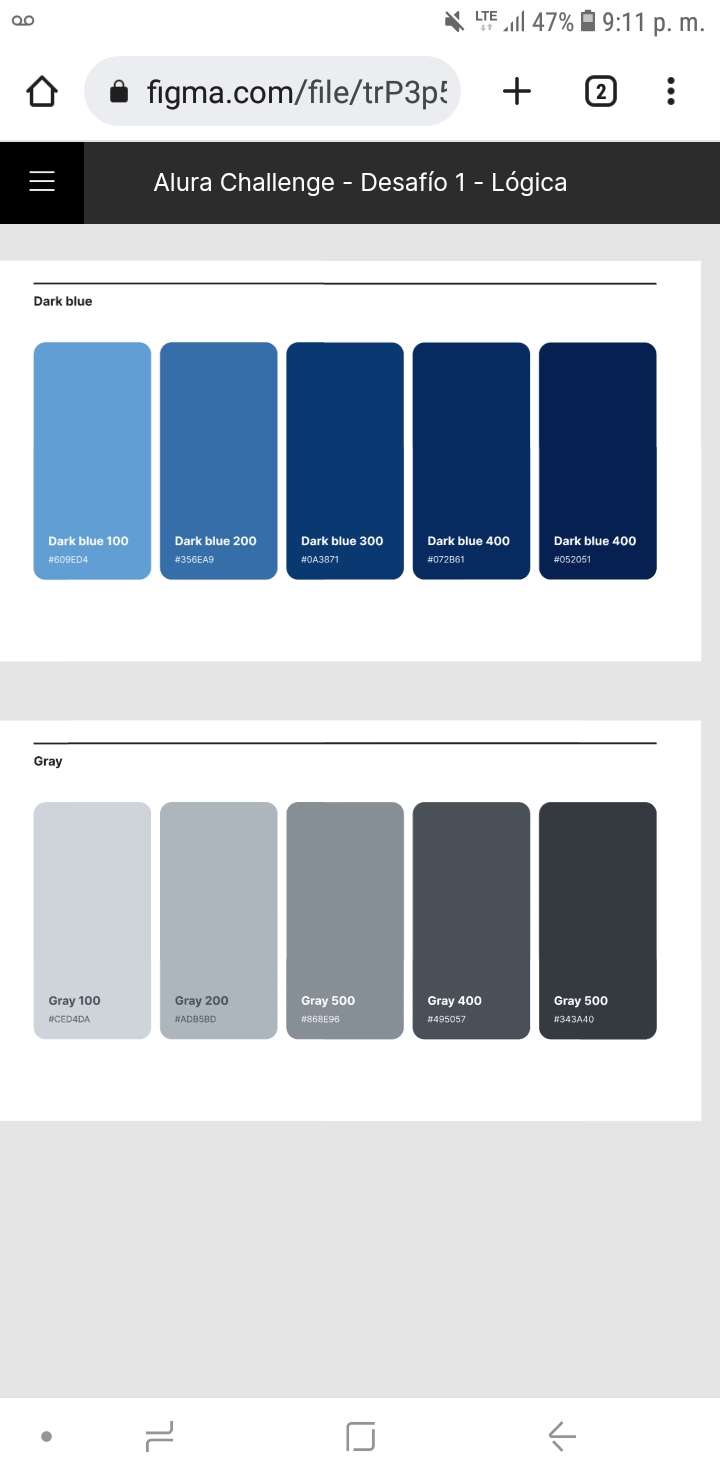 LTE 47% 9:11 p. m.
figma.com/file/trP3p5
2
Alura Challenge - Desafío 1 - Lógica
Dark blue
Dark blue 100 Dark blue 200 Dark blue 300 Dark blue 400 Dark blue 400
#609ED4 #356EA9 #0A3871 #072B61 #052051
Gray
Gray 100 Gray 200 Gray 500 Gray 400 Gray 500
#CED4DA #ADB5BD #868E96 #495057 #343A40